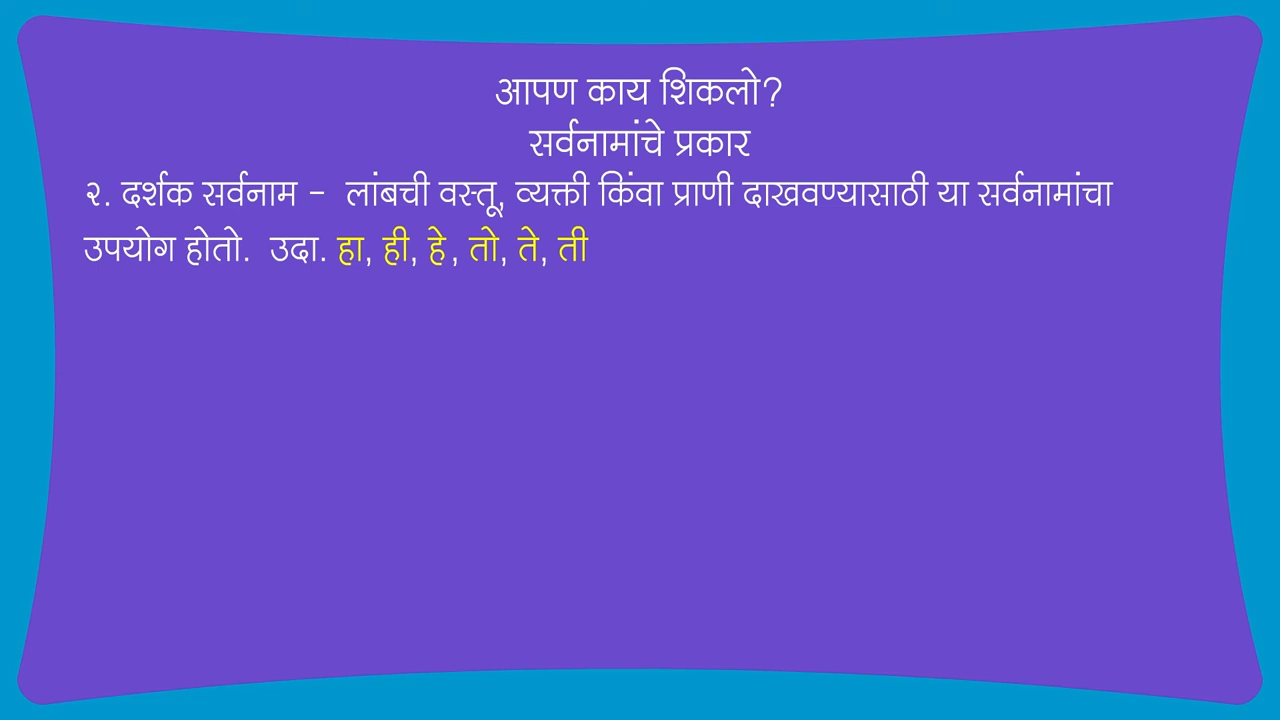 आपण काय शिकलो?
सर्वनामांचे प्रकार
२. दर्शक सर्वनाम - लांबची वस्तू, व्यक्ती किंवा प्राणी दाखवण्यासाठी या सर्वनामांचा
उपयोग होतो. उदा. हा, ही, हे, तो, ते, ती